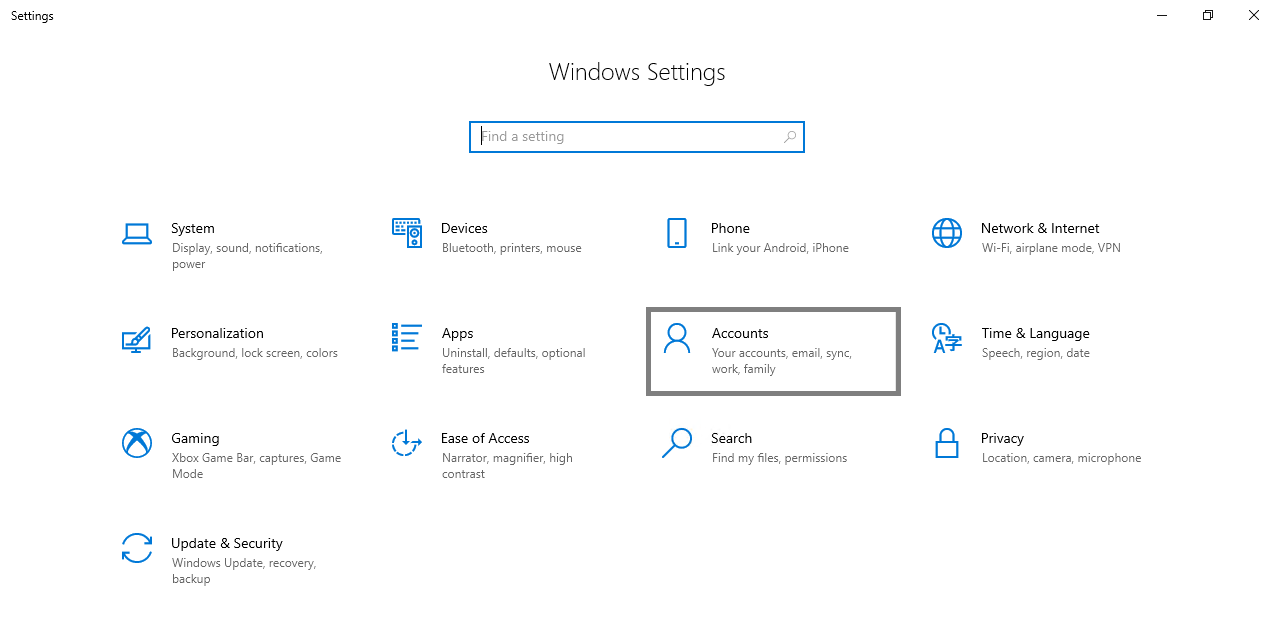 Settings
Windows Settings
Find a setting
System
Display, sound, notifications,
power
Devices
Bluetooth, printers, mouse
Phone
Link your Android, iPhone
Network & Internet
Wi-Fi, airplane mode, VPN
Personalization
Background, lock screen, colors
Apps
Uninstall, defaults, optional
features
Accounts
Your accounts, email, sync,
work, family
Time & Language
Speech, region, date
Gaming
Xbox Game Bar, captures, Game
Mode
Ease of Access
Narrator, magnifier, high
contrast
Search
Find my files, permissions
Privacy
Location, camera, microphone
Update & Security
Windows Update, recovery,
backup